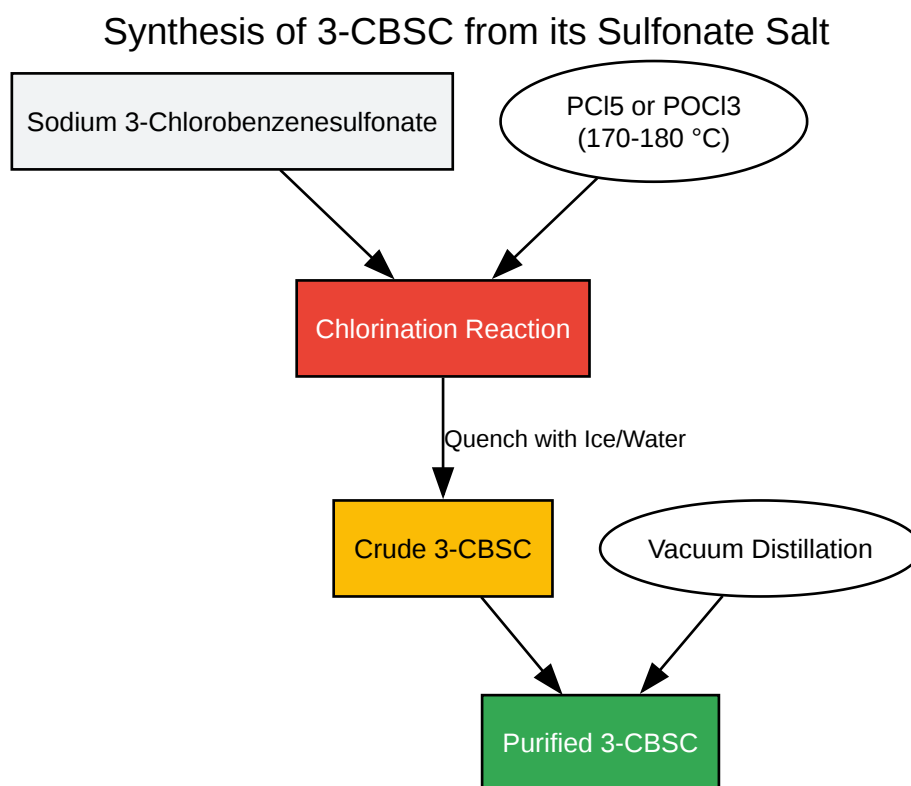 Synthesis of 3-CBSC from its Sulfonate Salt
Sodium 3-Chlorobenzenesulfonate
PCl5 or POCl3
(170-180 °C)
Chlorination Reaction
Quench with Ice/Water
Crude 3-CBSC
Vacuum Distillation
Purified 3-CBSC